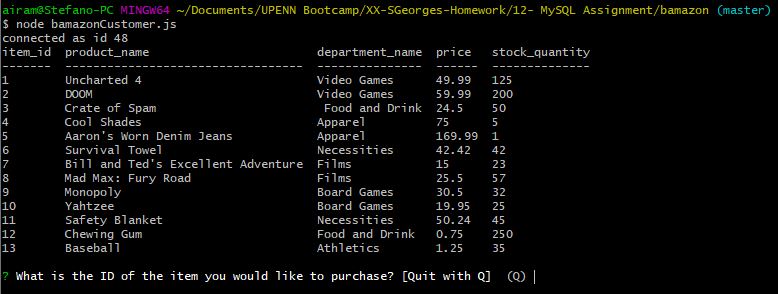 airam@Stefano-PC MINGW64 ~/Documents/UPENN Bootcamp/XX-SGeorges-Homework/12- MySQL Assignment/bamazon (master)
$ node bamazonCustomer.js
connected as id 48
item_id  product_name                      department_name  price   stock_quantity
-------  --------------------------------  ---------------  ------  --------------
1        Uncharted 4                       Video Games      49.99   125
2        DOOM                              Video Games      59.99   200
3        Crate of Spam                      Food and Drink  24.5    50
4        Cool Shades                       Apparel          75      5
5        Aaron's Worn Denim Jeans          Apparel          169.99  1
6        Survival Towel                    Necessities      42.42   42
7        Bill and Ted's Excellent Adventure  Films            15      23
8        Mad Max: Fury Road                Films            25.5    57
9        Monopoly                          Board Games      30.5    32
10       Yahtzee                           Board Games      19.95   25
11       Safety Blanket                    Necessities      50.24   45
12       Chewing Gum                       Food and Drink   0.75    250
13       Baseball                          Athletics        1.25    35
? What is the ID of the item you would like to purchase? [Quit with Q]  (Q)